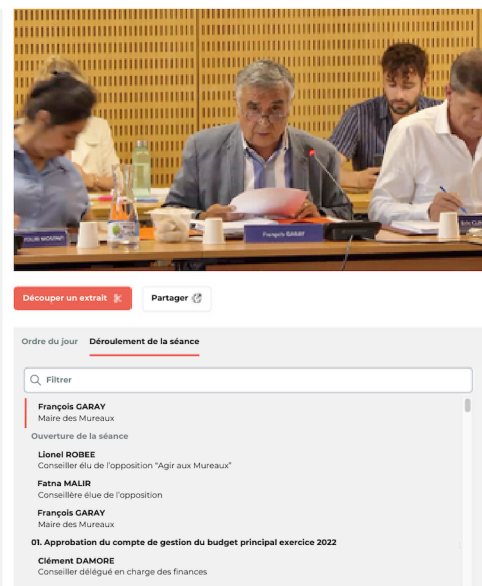 François GARAY
Découper un extrait
Partager
Ordre du jour Déroulement de la séance
Filtrer
François GARAY
Maire des Mureaux
Ouverture de la séance
Lionel ROBEE
Conseiller élu de l'opposition "Agir aux Mureaux"
Fatna MALIR
Conseillère élue de l'opposition
François GARAY
Maire des Mureaux
01. Approbation du compte de gestion du budget principal exercice 2022
Clément DAMORE
Conseiller délégué en charge des finances